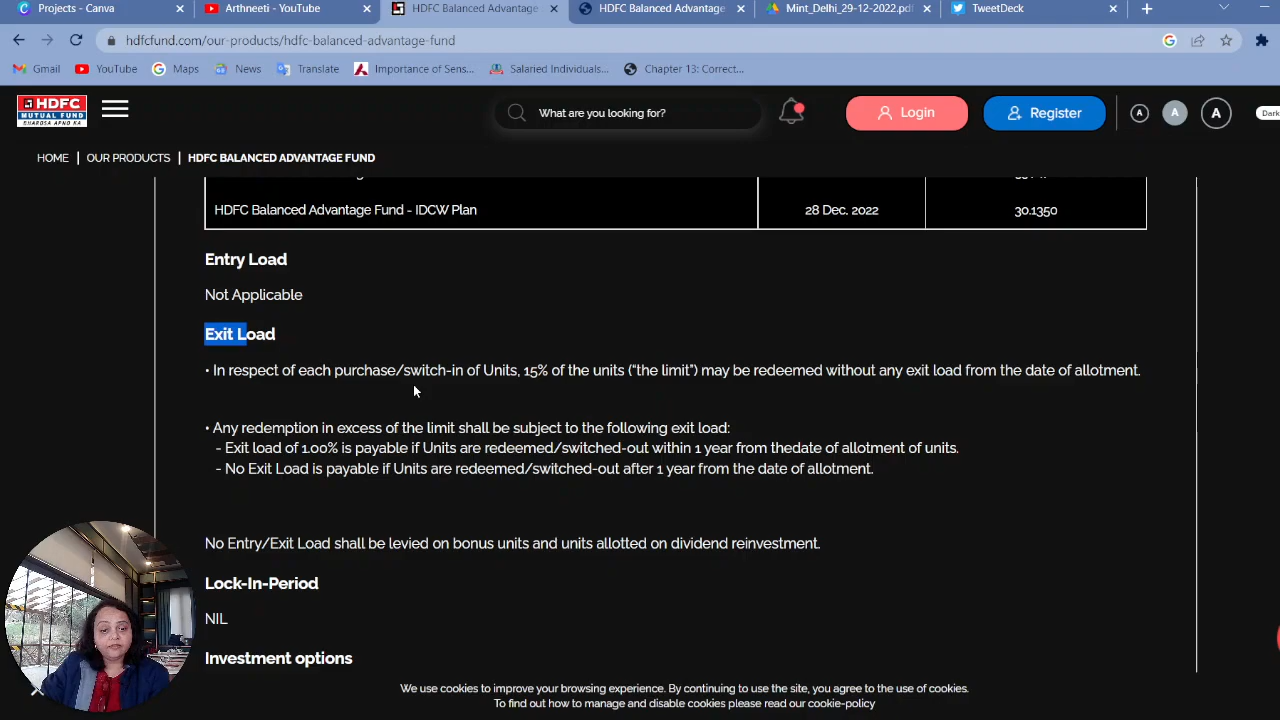 Projects - Canva
Arthneeti - YouTube
HDFC Balanced Advantage
HDFC Balanced Advantage
Mint_Delhi_29-12-2022.pdf
TweetDeck
hdfcfund.com/our-products/hdfc-balanced-advantage-fund
Gmail
YouTube
Maps
News
Translate
Importance of Sens...
Salaried Individuals...
Chapter 13: Correct...
HDFC
MUTUAL FUND
BHAROSA APNO KA
What are you looking for?
Login
Register
A
A
A
Dark
HOME | OUR PRODUCTS | HDFC BALANCED ADVANTAGE FUND
HDFC Balanced Advantage Fund - IDCW Plan 28 Dec. 2022 30.1350
Entry Load
Not Applicable
Exit Load
• In respect of each purchase/switch-in of Units, 15% of the units (“the limit”) may be redeemed without any exit load from the date of allotment.
• Any redemption in excess of the limit shall be subject to the following exit load:
- Exit load of 1.00% is payable if Units are redeemed/switched-out within 1 year from thedate of allotment of units.
- No Exit Load is payable if Units are redeemed/switched-out after 1 year from the date of allotment.
No Entry/Exit Load shall be levied on bonus units and units allotted on dividend reinvestment.
Lock-In-Period
NIL
Investment options
We use cookies to improve your browsing experience. By continuing to use the site, you agree to the use of cookies.
To find out how to manage and disable cookies please read our cookie-policy